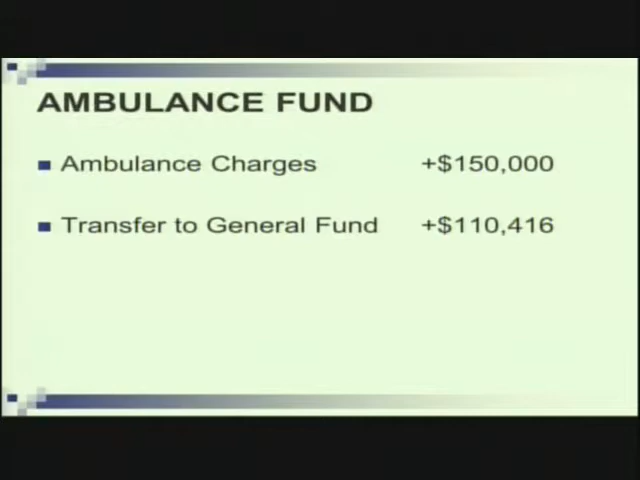 AMBULANCE FUND
Ambulance Charges +$150,000
Transfer to General Fund +$110,416